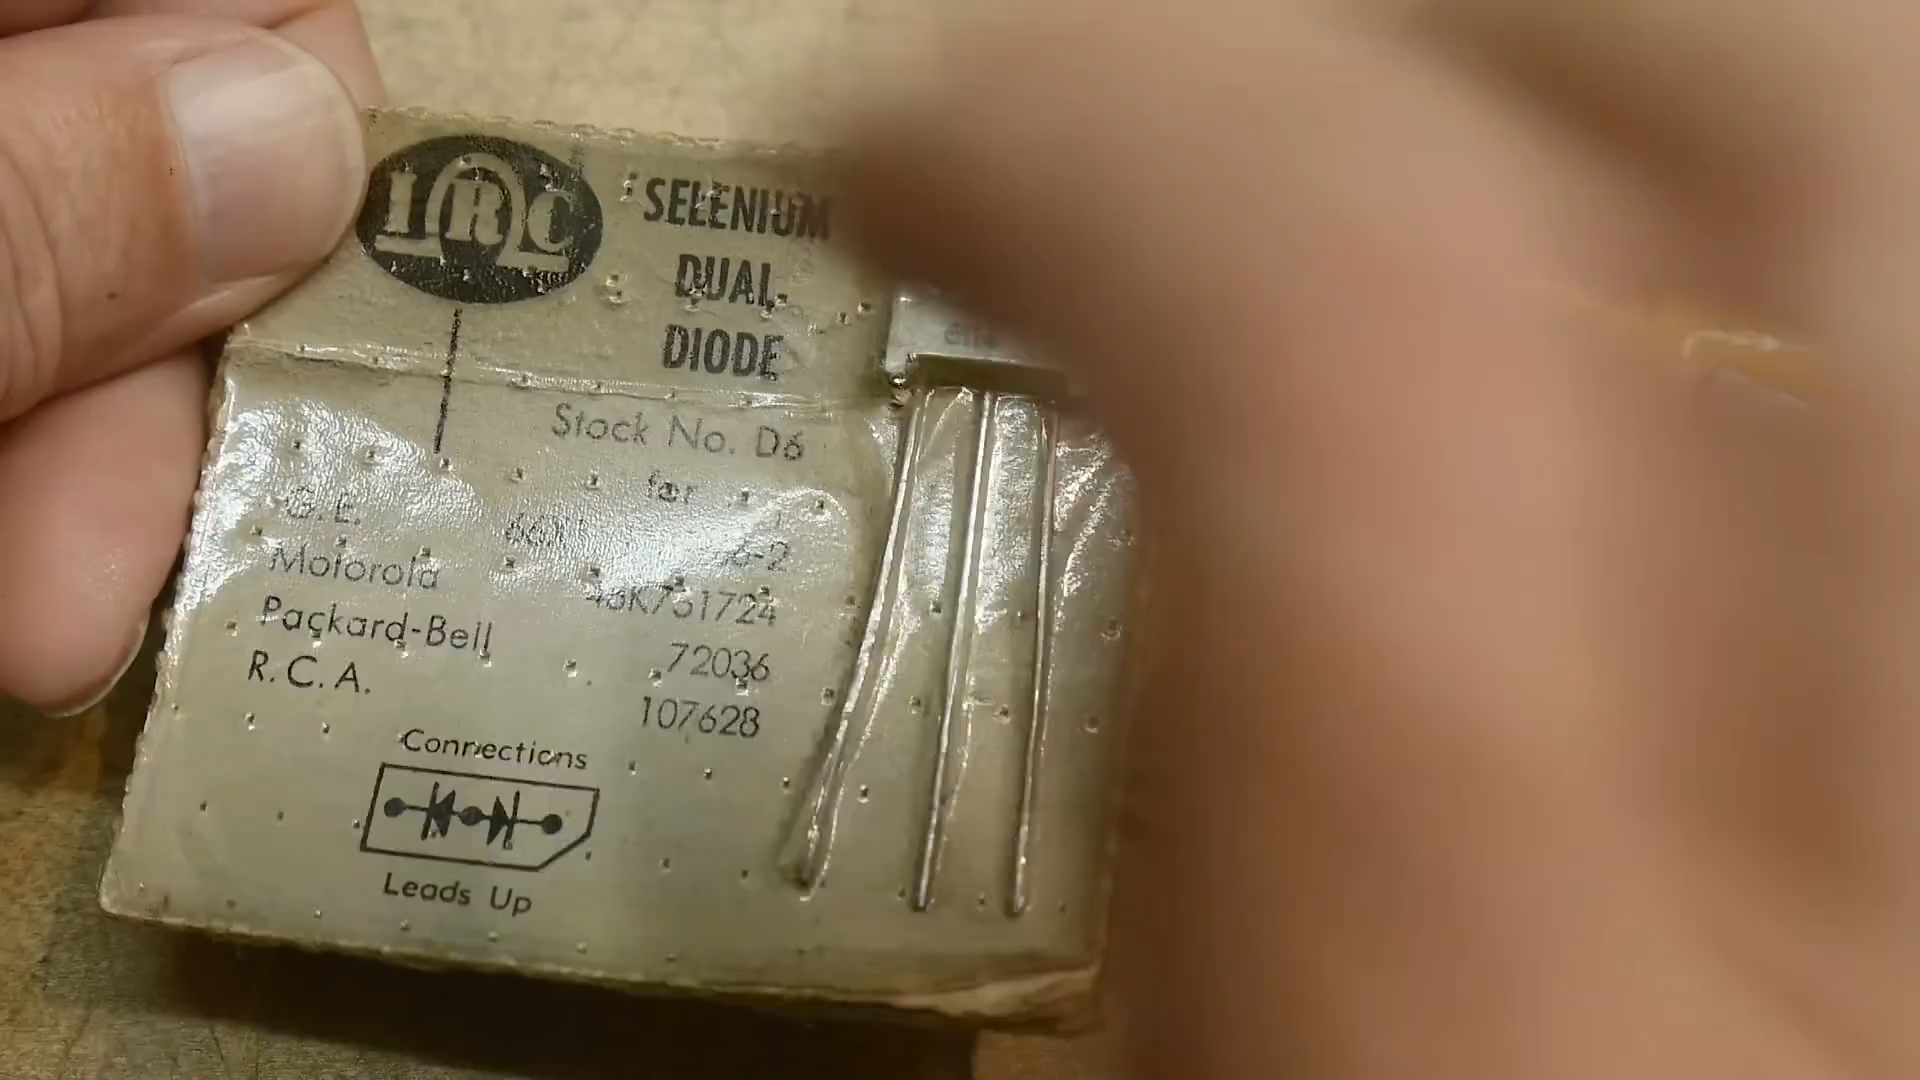 IRC
SELENIUM
DUAL
DIODE
Stock No. D6
for
G.E.
Motorola
Packard-Bell 72036
R.C.A. 107628
Connections
Leads Up